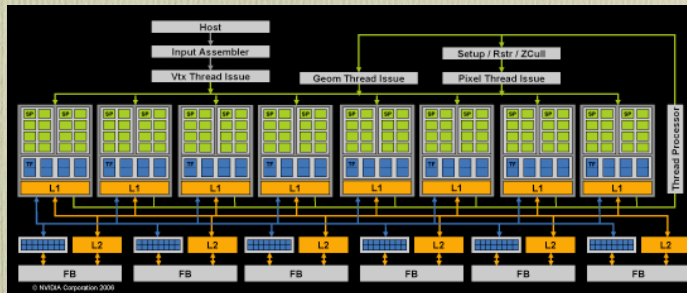 Host
Input Assembler
Setup / Rstr / ZCull
Vtx Thread Issue
Geom Thread Issue
Pixel Thread Issue
Thread Processor
SP SP SP SP SP SP SP SP SP SP SP SP SP SP SP SP
TF TF TF TF TF TF TF TF
L1 L1 L1 L1 L1 L1 L1 L1
L2 L2 L2 L2 L2 L2
FB FB FB FB FB FB
© NVIDIA Corporation 2006